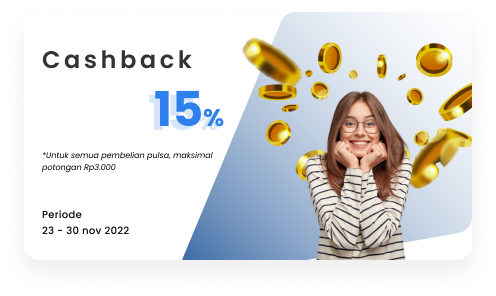 Cashback
15%
*Untuk semua pembelian pulsa, maksimal
potongan Rp3.000
Periode
23 - 30 nov 2022